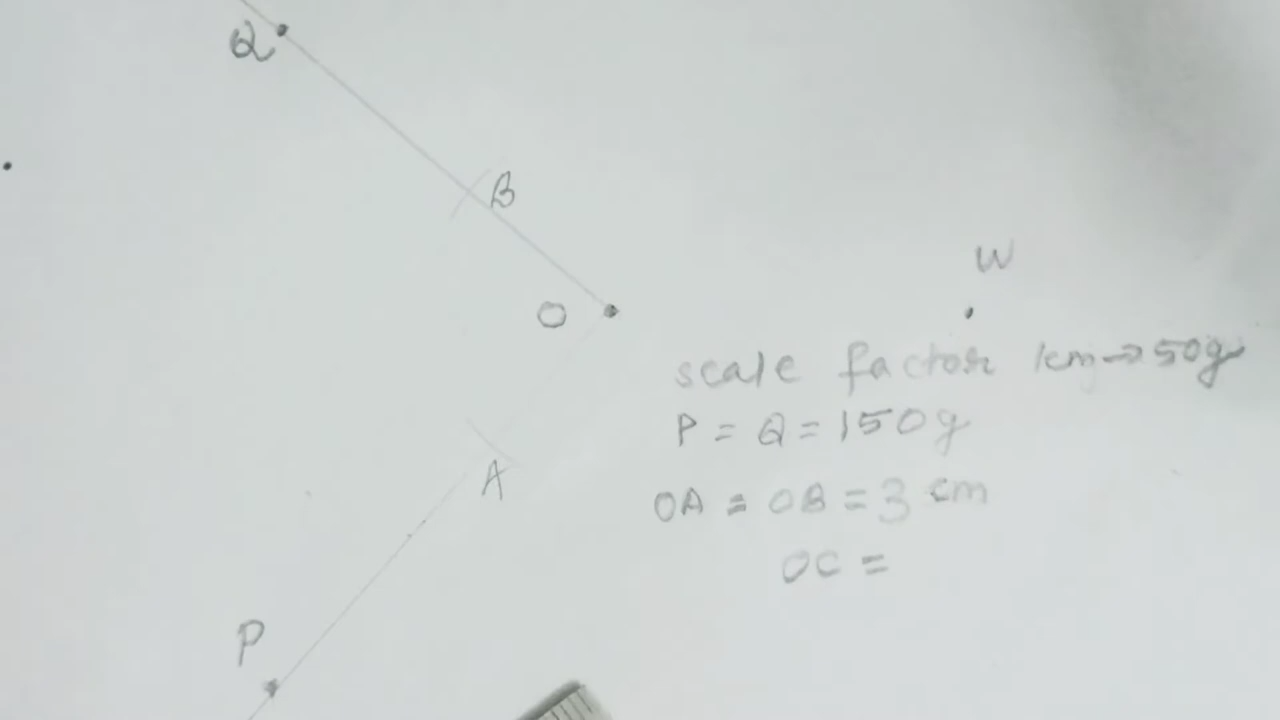 Q
B
O
W
scale factor 1cm→50g
P = Q = 150g
A
OA = OB = 3 cm
OC =
P